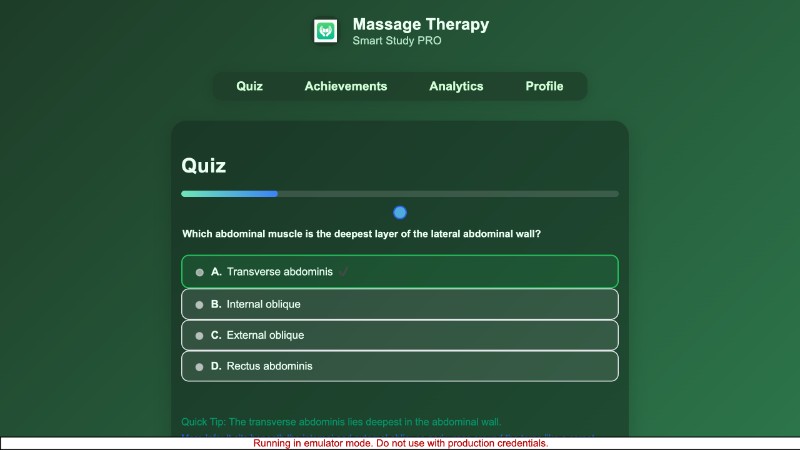 Massage Therapy
Smart Study PRO
Quiz Achievements Analytics Profile
Quiz
Which abdominal muscle is the deepest layer of the lateral abdominal wall?
A. Transverse abdominis
B. Internal oblique
C. External oblique
D. Rectus abdominis
Quick Tip: The transverse abdominis lies deepest in the abdominal wall.
Running in emulator mode. Do not use with production credentials.